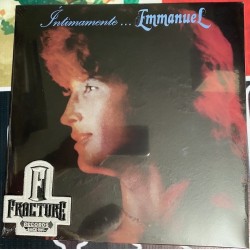 Íntimamente... Emmanuel
F
FRACTURE
RECORDS